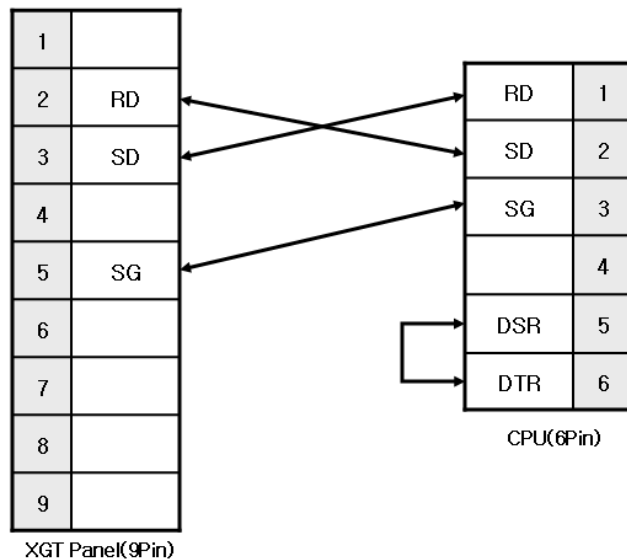 1
2 RD
3 SD
4
5 SG
6
7
8
9
XGT Panel(9Pin)
RD 1
SD 2
SG 3
4
DSR 5
DTR 6
CPU(6Pin)